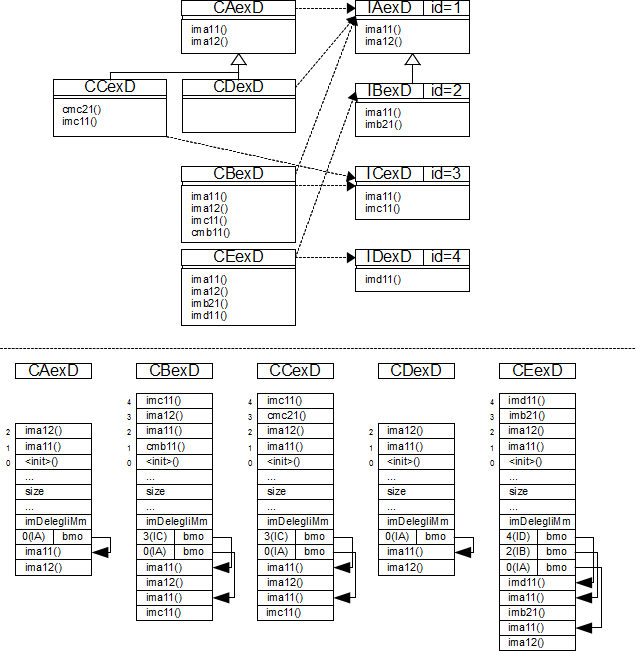 CAexD IAexD id=1
ima11() ima11()
ima12() ima12()
CCexD CDexD IBexD id=2
cmc21() ima11()
imc11() imb21()
CBexD ICexD id=3
ima11() ima11()
ima12() imc11()
imc11()
cmb11()
CEexD IDexD id=4
ima11() imd11()
ima12()
imb21()
imd11()
CAexD CBexD CCexD CDexD CEexD
4 imc11() 4 imc11() 4 imd11()
3 ima12() 3 cmc21() 3 imb21()
2 ima12() 2 ima11() 2 ima12() 2 ima12() 2 ima12()
1 ima11() 1 cmb11() 1 ima11() 1 ima11() 1 ima11()
0 <init>() 0 <init>() 0 <init>() 0 <init>() 0 <init>()
... ... ... ... ...
size size size size size
... ... ... ... ...
imDelegliMm imDelegliMm imDelegliMm imDelegliMm imDelegliMm
0(IA) bmo 3(IC) bmo 3(IC) bmo 0(IA) bmo 4(ID) bmo
ima11() 0(IA) bmo 0(IA) bmo ima11() 2(IB) bmo
ima12() ima11() ima11() ima12() 0(IA) bmo
ima12() ima12() imd11()
ima11() ima11() ima11()
imc11() imc11() imb21()
ima11()
ima12()